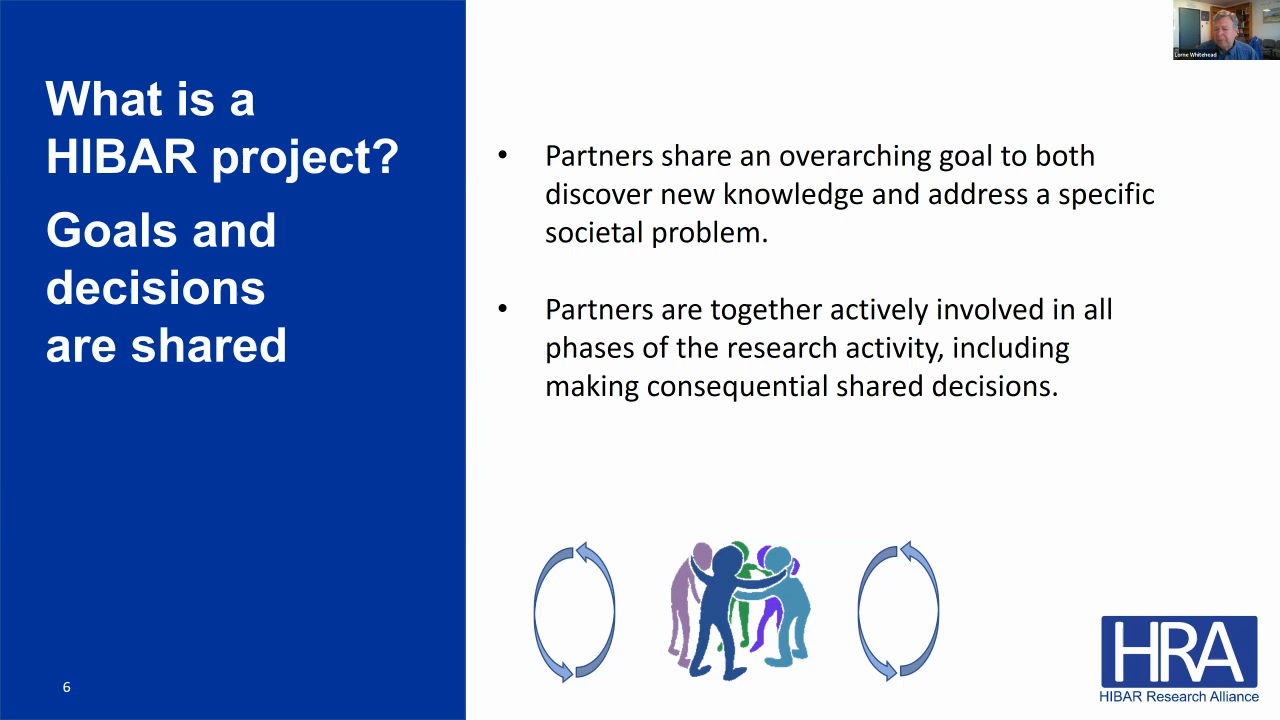 What is a
HIBAR project?
Goals and
decisions
are shared
• Partners share an overarching goal to both
discover new knowledge and address a specific
societal problem.
• Partners are together actively involved in all
phases of the research activity, including
making consequential shared decisions.
Lorne Whitehead
6
HRA
HIBAR Research Alliance